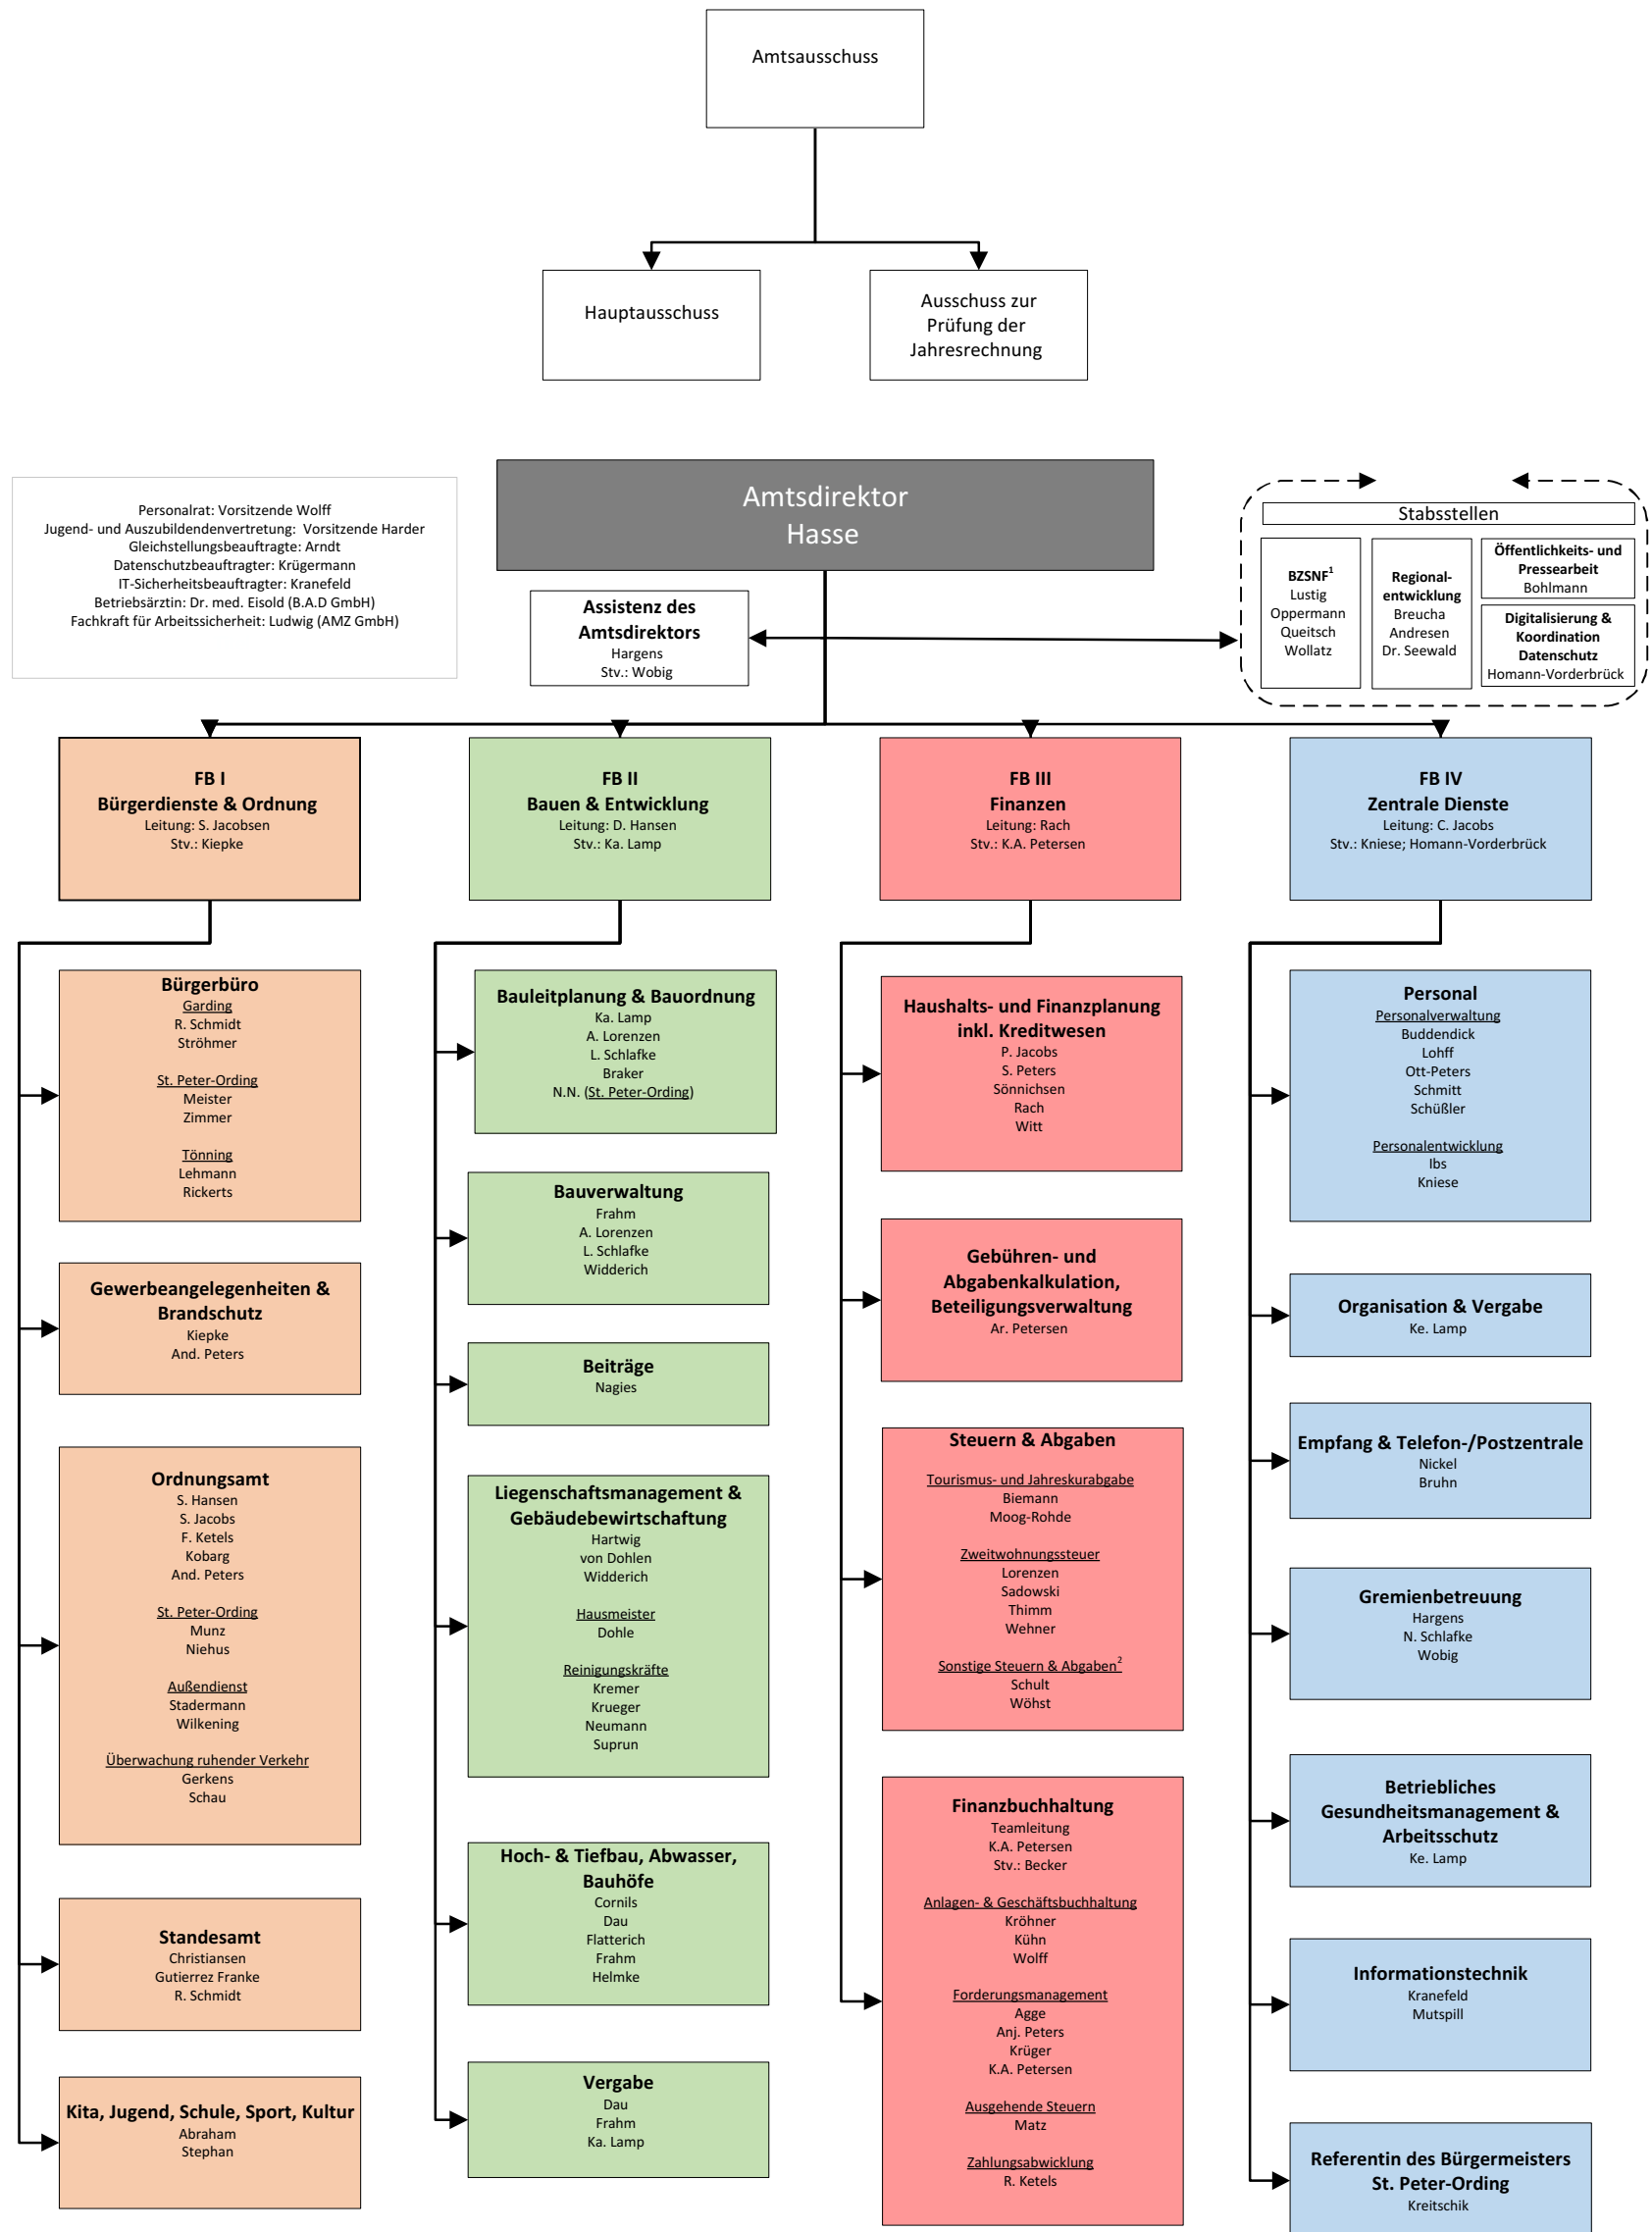 Amtsausschuss
Hauptausschuss
Ausschuss zur
Prüfung der
Jahresrechnung
Personalrat: Vorsitzende Wolff
Jugend- und Auszubildendenvertretung: Vorsitzende Harder
Gleichstellungsbeauftragte: Arndt
Datenschutzbeauftragter: Krügermann
IT-Sicherheitsbeauftragter: Kranefeld
Betriebsärztin: Dr. med. Eisold (B.A.D GmbH)
Fachkraft für Arbeitssicherheit: Ludwig (AMZ GmbH)
Amtsdirektor
Hasse
Assistenz des
Amtsdirektors
Hargens
Stv.: Wobig
Stabsstellen
BZSNF¹
Lustig
Oppermann
Queitsch
Wollatz
Regional-
entwicklung
Breucha
Andresen
Dr. Seewald
Öffentlichkeits- und
Pressearbeit
Bohlmann
Digitalisierung &
Koordination
Datenschutz
Homann-Vorderbrück
FB I
Bürgerdienste & Ordnung
Leitung: S. Jacobsen
Stv.: Kiepke
FB II
Bauen & Entwicklung
Leitung: D. Hansen
Stv.: Ka. Lamp
FB III
Finanzen
Leitung: Rach
Stv.: K.A. Petersen
FB IV
Zentrale Dienste
Leitung: C. Jacobs
Stv.: Kniese; Homann-Vorderbrück
Bürgerbüro
Garding
R. Schmidt
Ströhmer
St. Peter-Ording
Meister
Zimmer
Tönning
Lehmann
Rickerts
Gewerbeangelegenheiten &
Brandschutz
Kiepke
And. Peters
Ordnungsamt
S. Hansen
S. Jacobs
F. Ketels
Kobarg
And. Peters
St. Peter-Ording
Munz
Niehus
Außendienst
Stadermann
Wilkening
Überwachung ruhender Verkehr
Gerkens
Schau
Standesamt
Christiansen
Gutierrez Franke
R. Schmidt
Kita, Jugend, Schule, Sport, Kultur
Abraham
Stephan
Bauleitplanung & Bauordnung
Ka. Lamp
A. Lorenzen
L. Schlafke
Braker
N.N. (St. Peter-Ording)
Bauverwaltung
Frahm
A. Lorenzen
L. Schlafke
Widderich
Beiträge
Nagies
Liegenschaftsmanagement &
Gebäudebewirtschaftung
Hartwig
von Dohlen
Widderich
Hausmeister
Dohle
Reinigungskräfte
Kremer
Krueger
Neumann
Suprun
Hoch- & Tiefbau, Abwasser,
Bauhöfe
Cornils
Dau
Flatterich
Frahm
Helmke
Vergabe
Dau
Frahm
Ka. Lamp
Haushalts- und Finanzplanung
inkl. Kreditwesen
P. Jacobs
S. Peters
Sönnichsen
Rach
Witt
Gebühren- und
Abgabenkalkulation,
Beteiligungsverwaltung
Ar. Petersen
Steuern & Abgaben
Tourismus- und Jahreskurabgabe
Biemann
Moog-Rohde
Zweitwohnungssteuer
Lorenzen
Sadowski
Thimm
Wehner
Sonstige Steuern & Abgaben²
Schult
Wöhst
Finanzbuchhaltung
Teamleitung
K.A. Petersen
Stv.: Becker
Anlagen- & Geschäftsbuchhaltung
Kröhner
Kühn
Wolff
Forderungsmanagement
Agge
Anj. Peters
Krüger
K.A. Petersen
Ausgehende Steuern
Matz
Zahlungsabwicklung
R. Ketels
Personal
Personalverwaltung
Buddendick
Lohff
Ott-Peters
Schmitt
Schüßler
Personalentwicklung
Ibs
Kniese
Organisation & Vergabe
Ke. Lamp
Empfang & Telefon-/Postzentrale
Nickel
Bruhn
Gremienbetreuung
Hargens
N. Schlafke
Wobig
Betriebliches
Gesundheitsmanagement &
Arbeitsschutz
Ke. Lamp
Informationstechnik
Kranefeld
Mutspill
Referentin des Bürgermeisters
St. Peter-Ording
Kreitschik